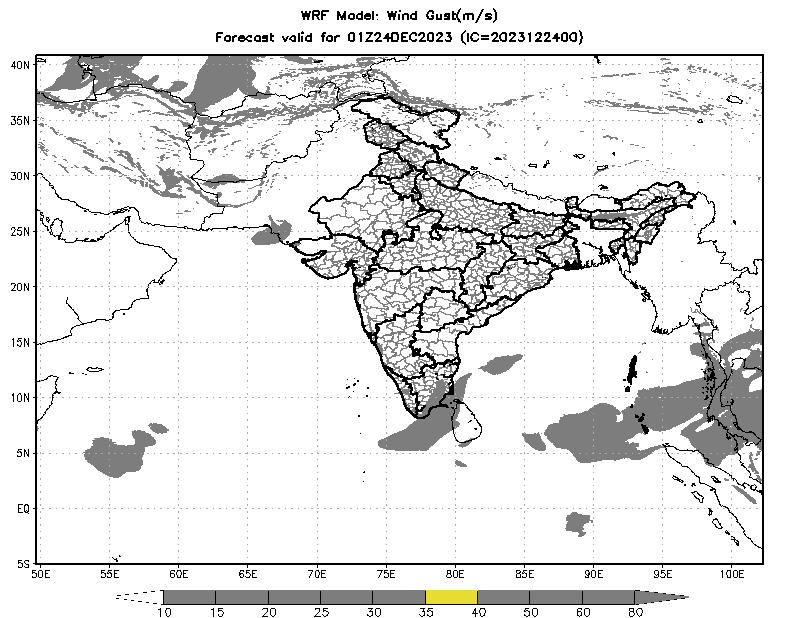 WRF Model: Wind Gust(m/s)
Forecast valid for 01Z24DEC2023 (IC=2023122400)
40N
35N
30N
25N
20N
15N
10N
5N
EQ
5S
50E 55E 60E 65E 70E 75E 80E 85E 90E 95E 100E
10 15 20 25 30 35 40 50 60 80